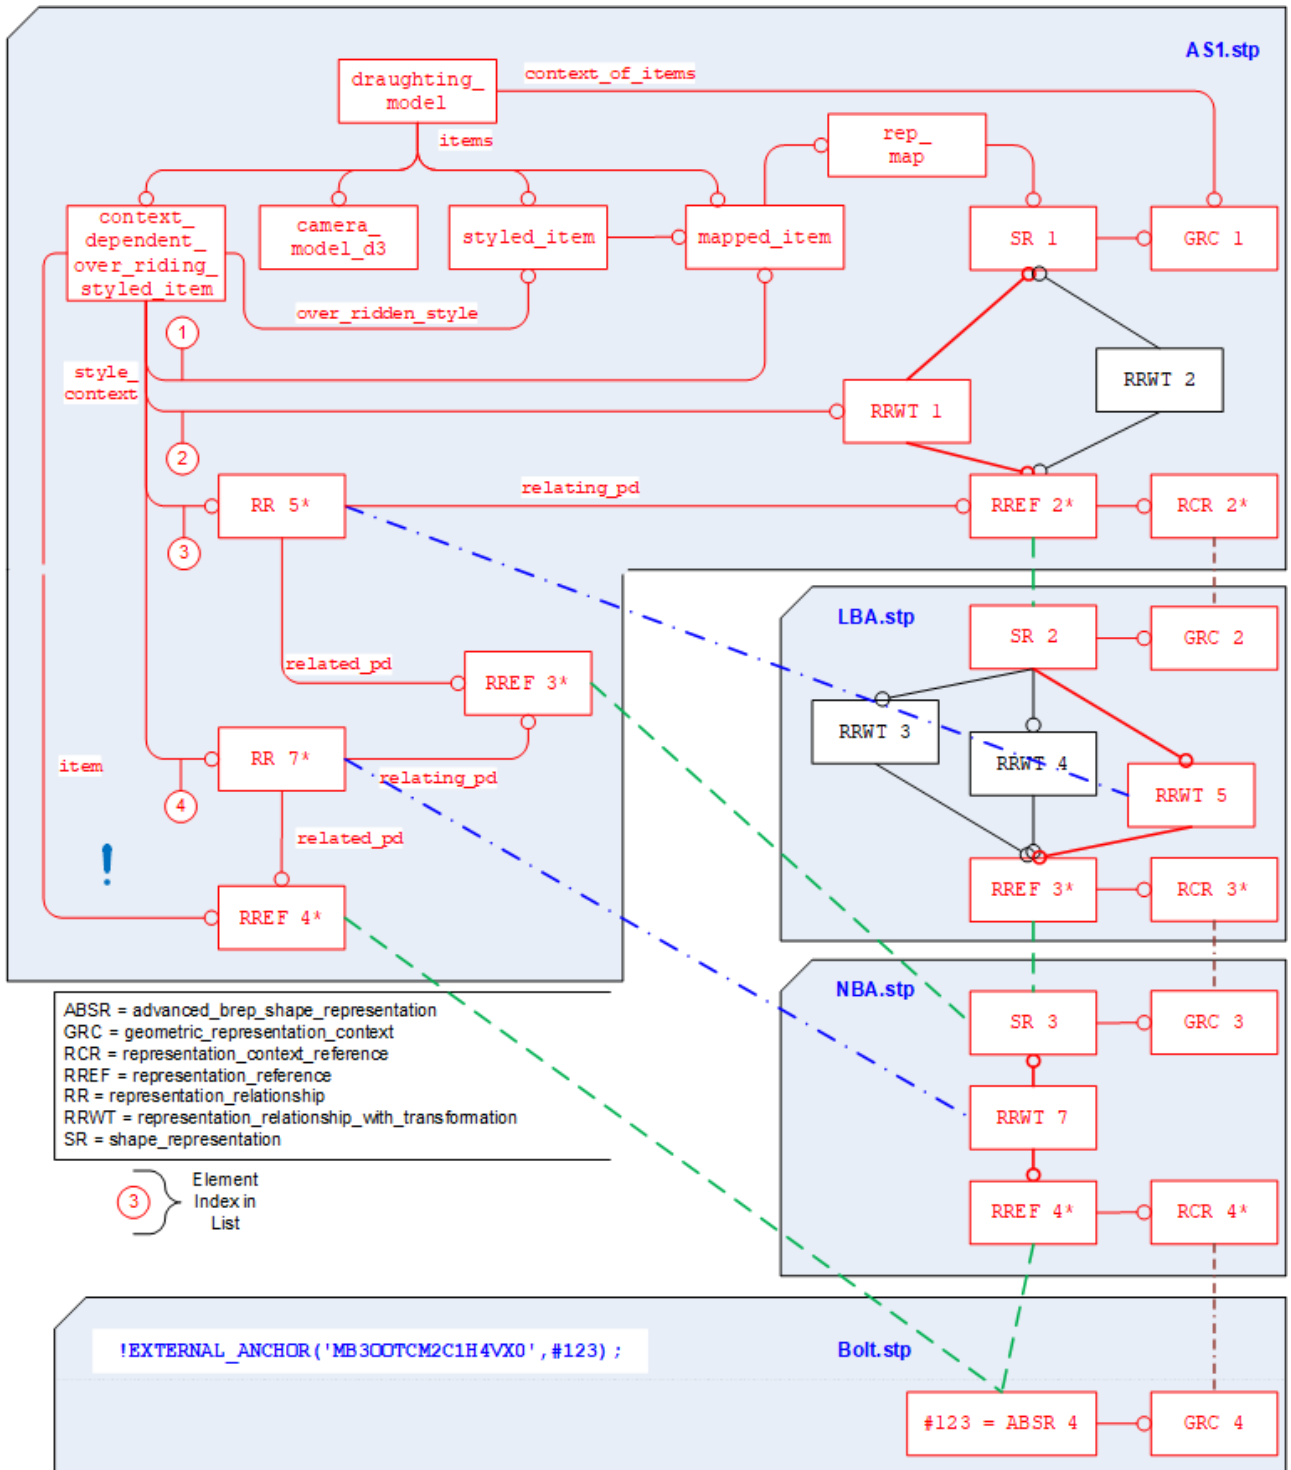 AS1.stp
draughting_
model
context_of_items
items
rep_
map
context_
dependent_
over_riding_
styled_item
camera_
model_d3
styled_item
mapped_item
SR 1
GRC 1
over_ridden_style
1
style_
context
RRWT 2
RRWT 1
2
RR 5*
relating_pd
RREF 2*
RCR 2*
3
LBA.stp
SR 2
GRC 2
related_pd
RREF 3*
RRWT 3
RRWT 4
RRWT 5
item
RR 7*
relating_pd
4
related_pd
!
RREF 3*
RCR 3*
RREF 4*
NBA.stp
SR 3
GRC 3
RRWT 7
RREF 4*
RCR 4*
ABSR = advanced_brep_shape_representation
GRC = geometric_representation_context
RCR = representation_context_reference
RREF = representation_reference
RR = representation_relationship
RRWT = representation_relationship_with_transformation
SR = shape_representation
3
Element
Index in
List
!EXTERNAL_ANCHOR('MB3OOTCM2C1H4VX0',#123);
Bolt.stp
#123 = ABSR 4
GRC 4